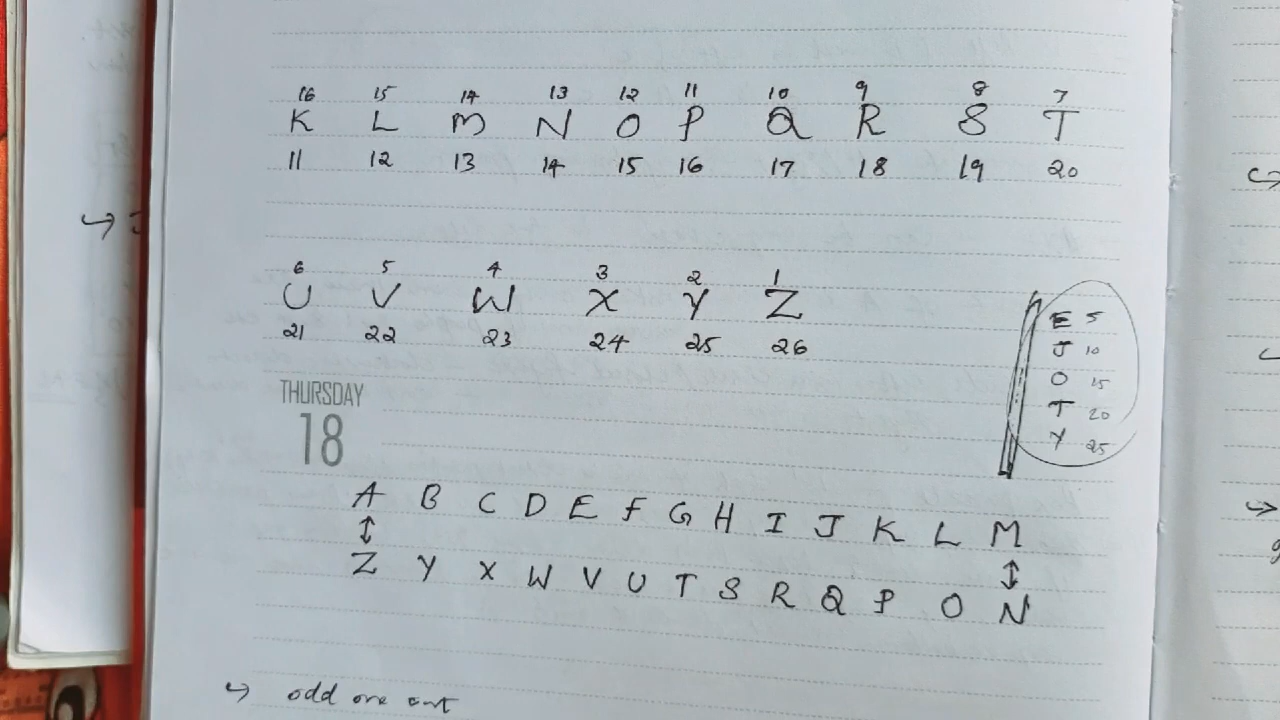 16 15 14 13 12 11 10 9 8 7
K L M N O P Q R S T
11 12 13 14 15 16 17 18 19 20
6 5 4 3 2 1
U V W X Y Z
21 22 23 24 25 26
E 5
J 10
O 15
T 20
Y 25
THURSDAY
18
A B C D E F G H I J K L M
↕ ↕
Z Y X W V U T S R Q P O N
↪ odd one out